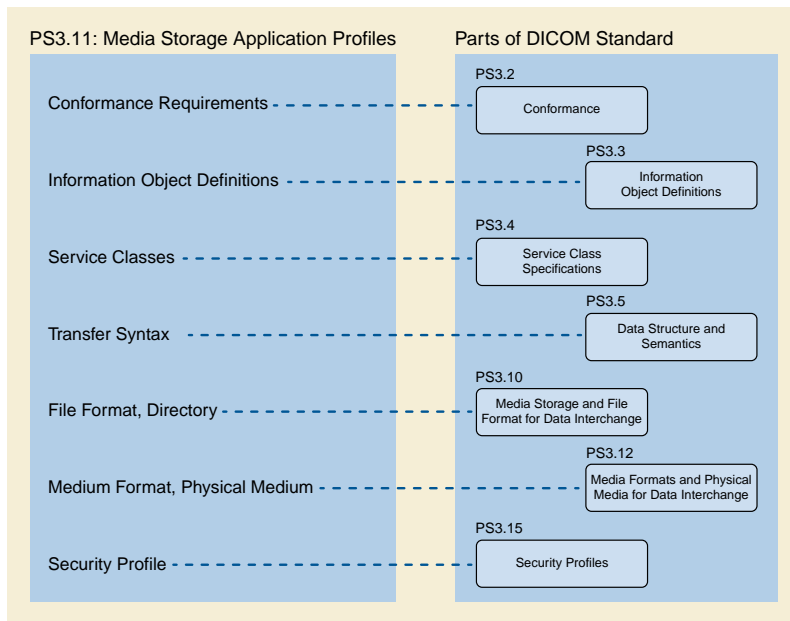 PS3.11: Media Storage Application Profiles
Parts of DICOM Standard
PS3.2
Conformance Requirements
Conformance
PS3.3
Information Object Definitions
Information
Object Definitions
PS3.4
Service Classes
Service Class
Specifications
PS3.5
Transfer Syntax
Data Structure and
Semantics
PS3.10
File Format, Directory
Media Storage and File
Format for Data Interchange
PS3.12
Medium Format, Physical Medium
Media Formats and Physical
Media for Data Interchange
PS3.15
Security Profile
Security Profiles